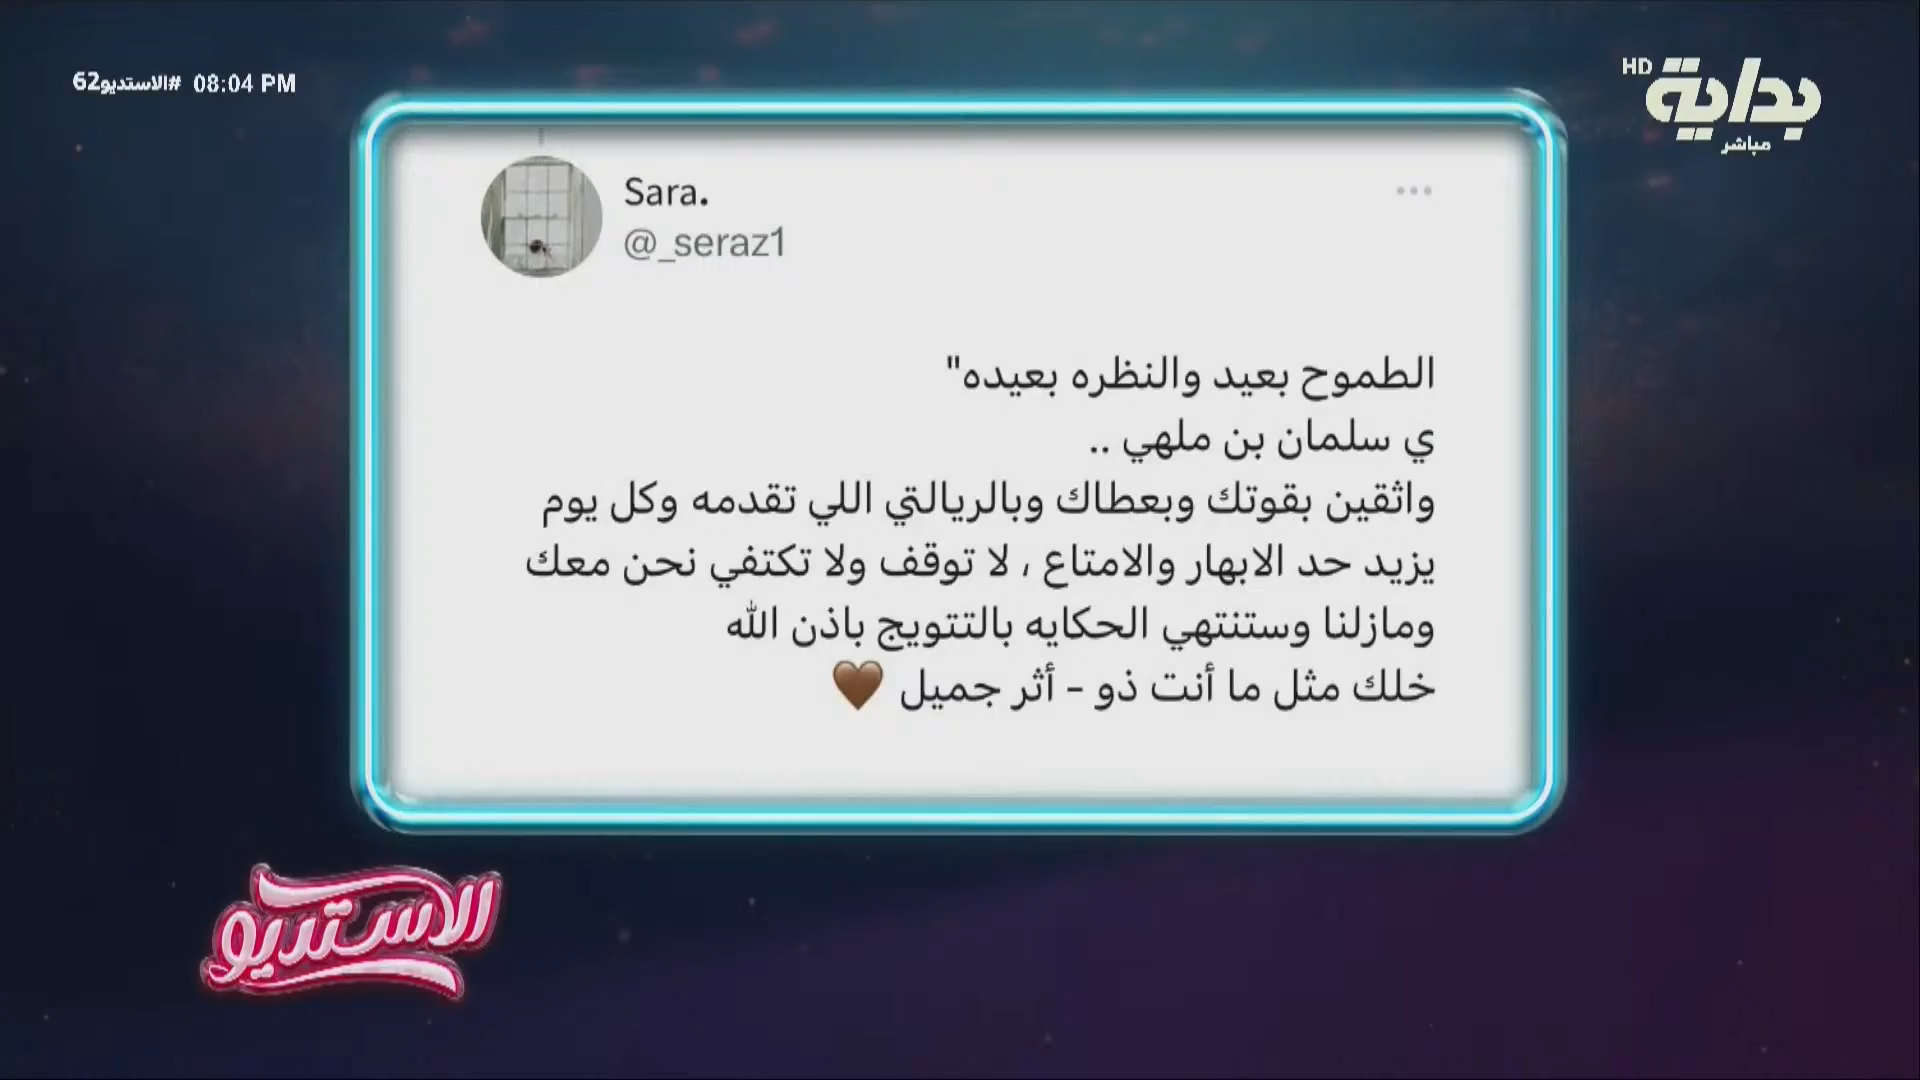 #الاستديو62 08:04 PM
بداية HD
مباشر
Sara.
@_seraz1
الطموح بعيد والنظره بعيده"
ي سلمان بن ملهي ..
واثقين بقوتك وبعطاك وبالريالتي اللي تقدمه وكل يوم
يزيد حد الابهار والامتاع ، لا توقف ولا تكتفي نحن معك
ومازلنا وستنتهي الحكايه بالتتويج باذن الله
خلك مثل ما أنت ذو - أثر جميل 🤎
الاستديو